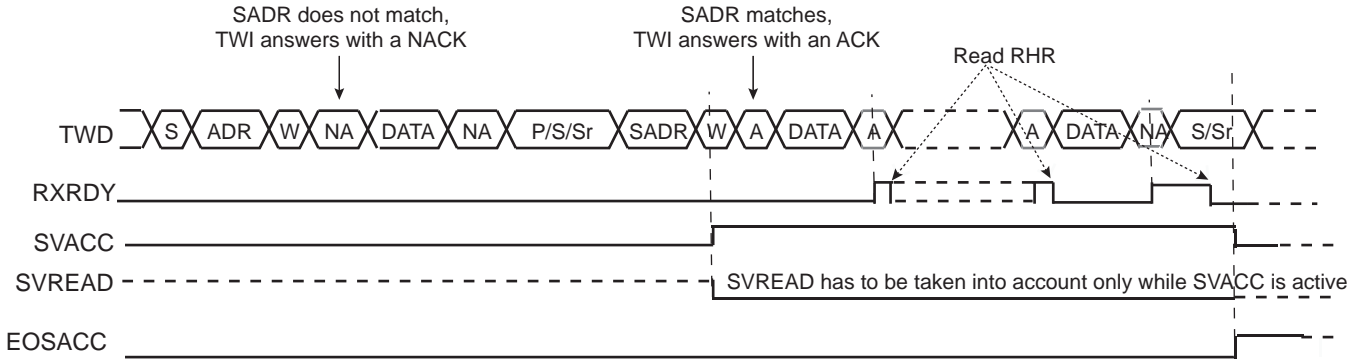 SADR does not match,
TWI answers with a NACK
SADR matches,
TWI answers with an ACK
Read RHR
TWD S ADR W NA DATA NA P/S/Sr SADR W A DATA A A DATA NA S/Sr
RXRDY
SVACC
SVREAD SVREAD has to be taken into account only while SVACC is active
EOSACC